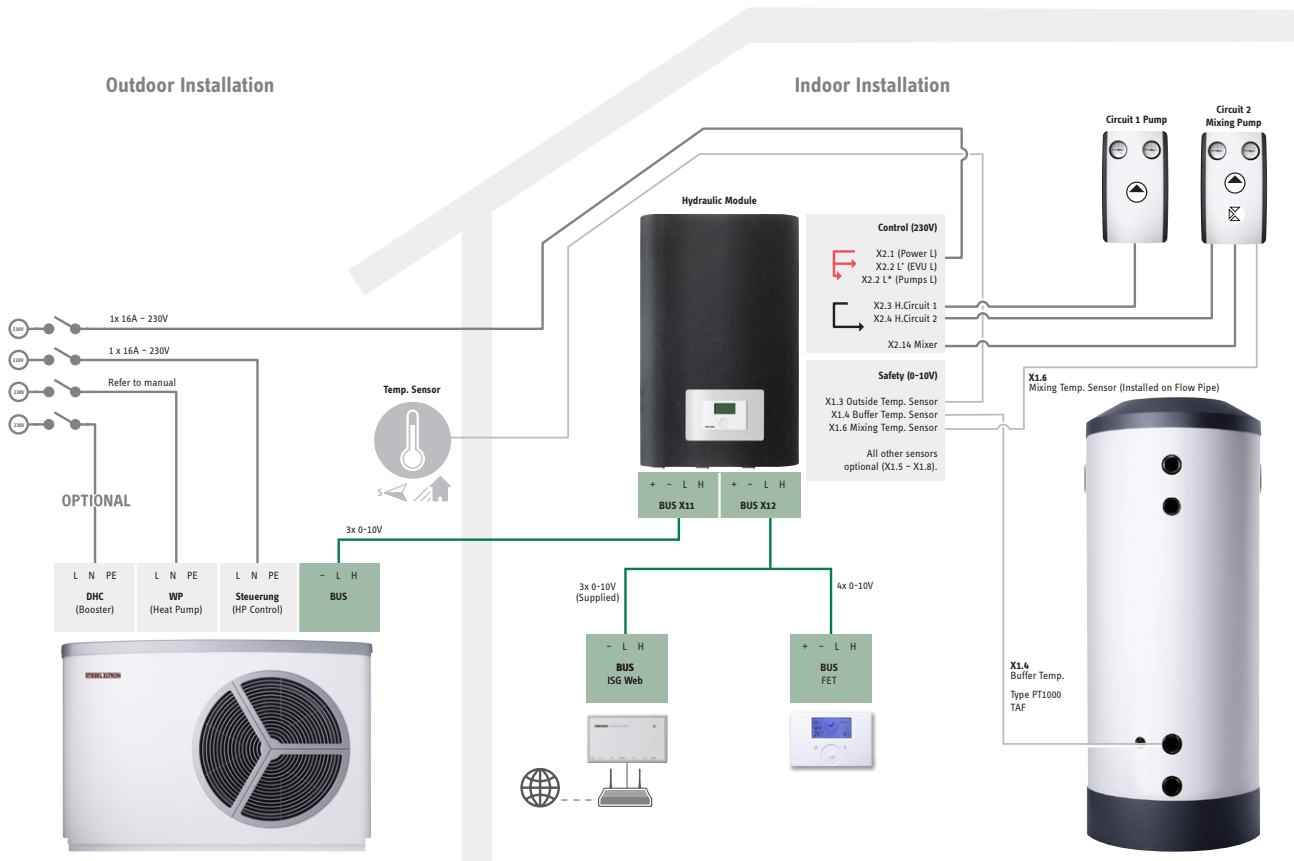 Outdoor Installation
Indoor Installation
Circuit 1 Pump
Circuit 2
Mixing Pump
Hydraulic Module
Control (230V)
X2.1 (Power L)
X2.2 L' (EVU L)
X2.2 L* (Pumps L)
X2.3 H.Circuit 1
X2.4 H.Circuit 2
X2.14 Mixer
Safety (0-10V)
X1.3 Outside Temp. Sensor
X1.4 Buffer Temp. Sensor
X1.6 Mixing Temp. Sensor
All other sensors
optional (X1.5 – X1.8).
X1.6
Mixing Temp. Sensor (Installed on Flow Pipe)
230V
1x 16A – 230V
230V
1 x 16A – 230V
230V
Refer to manual
230V
OPTIONAL
Temp. Sensor
S
+ – L H
BUS X11
+ – L H
BUS X12
3x 0-10V
L N PE
DHC
(Booster)
L N PE
WP
(Heat Pump)
L N PE
Steuerung
(HP Control)
– L H
BUS
3x 0-10V
(Supplied)
4x 0-10V
– L H
BUS
ISG Web
+ – L H
BUS
FET
X1.4
Buffer Temp.
Type PT1000
TAF
STIEBEL ELTRON